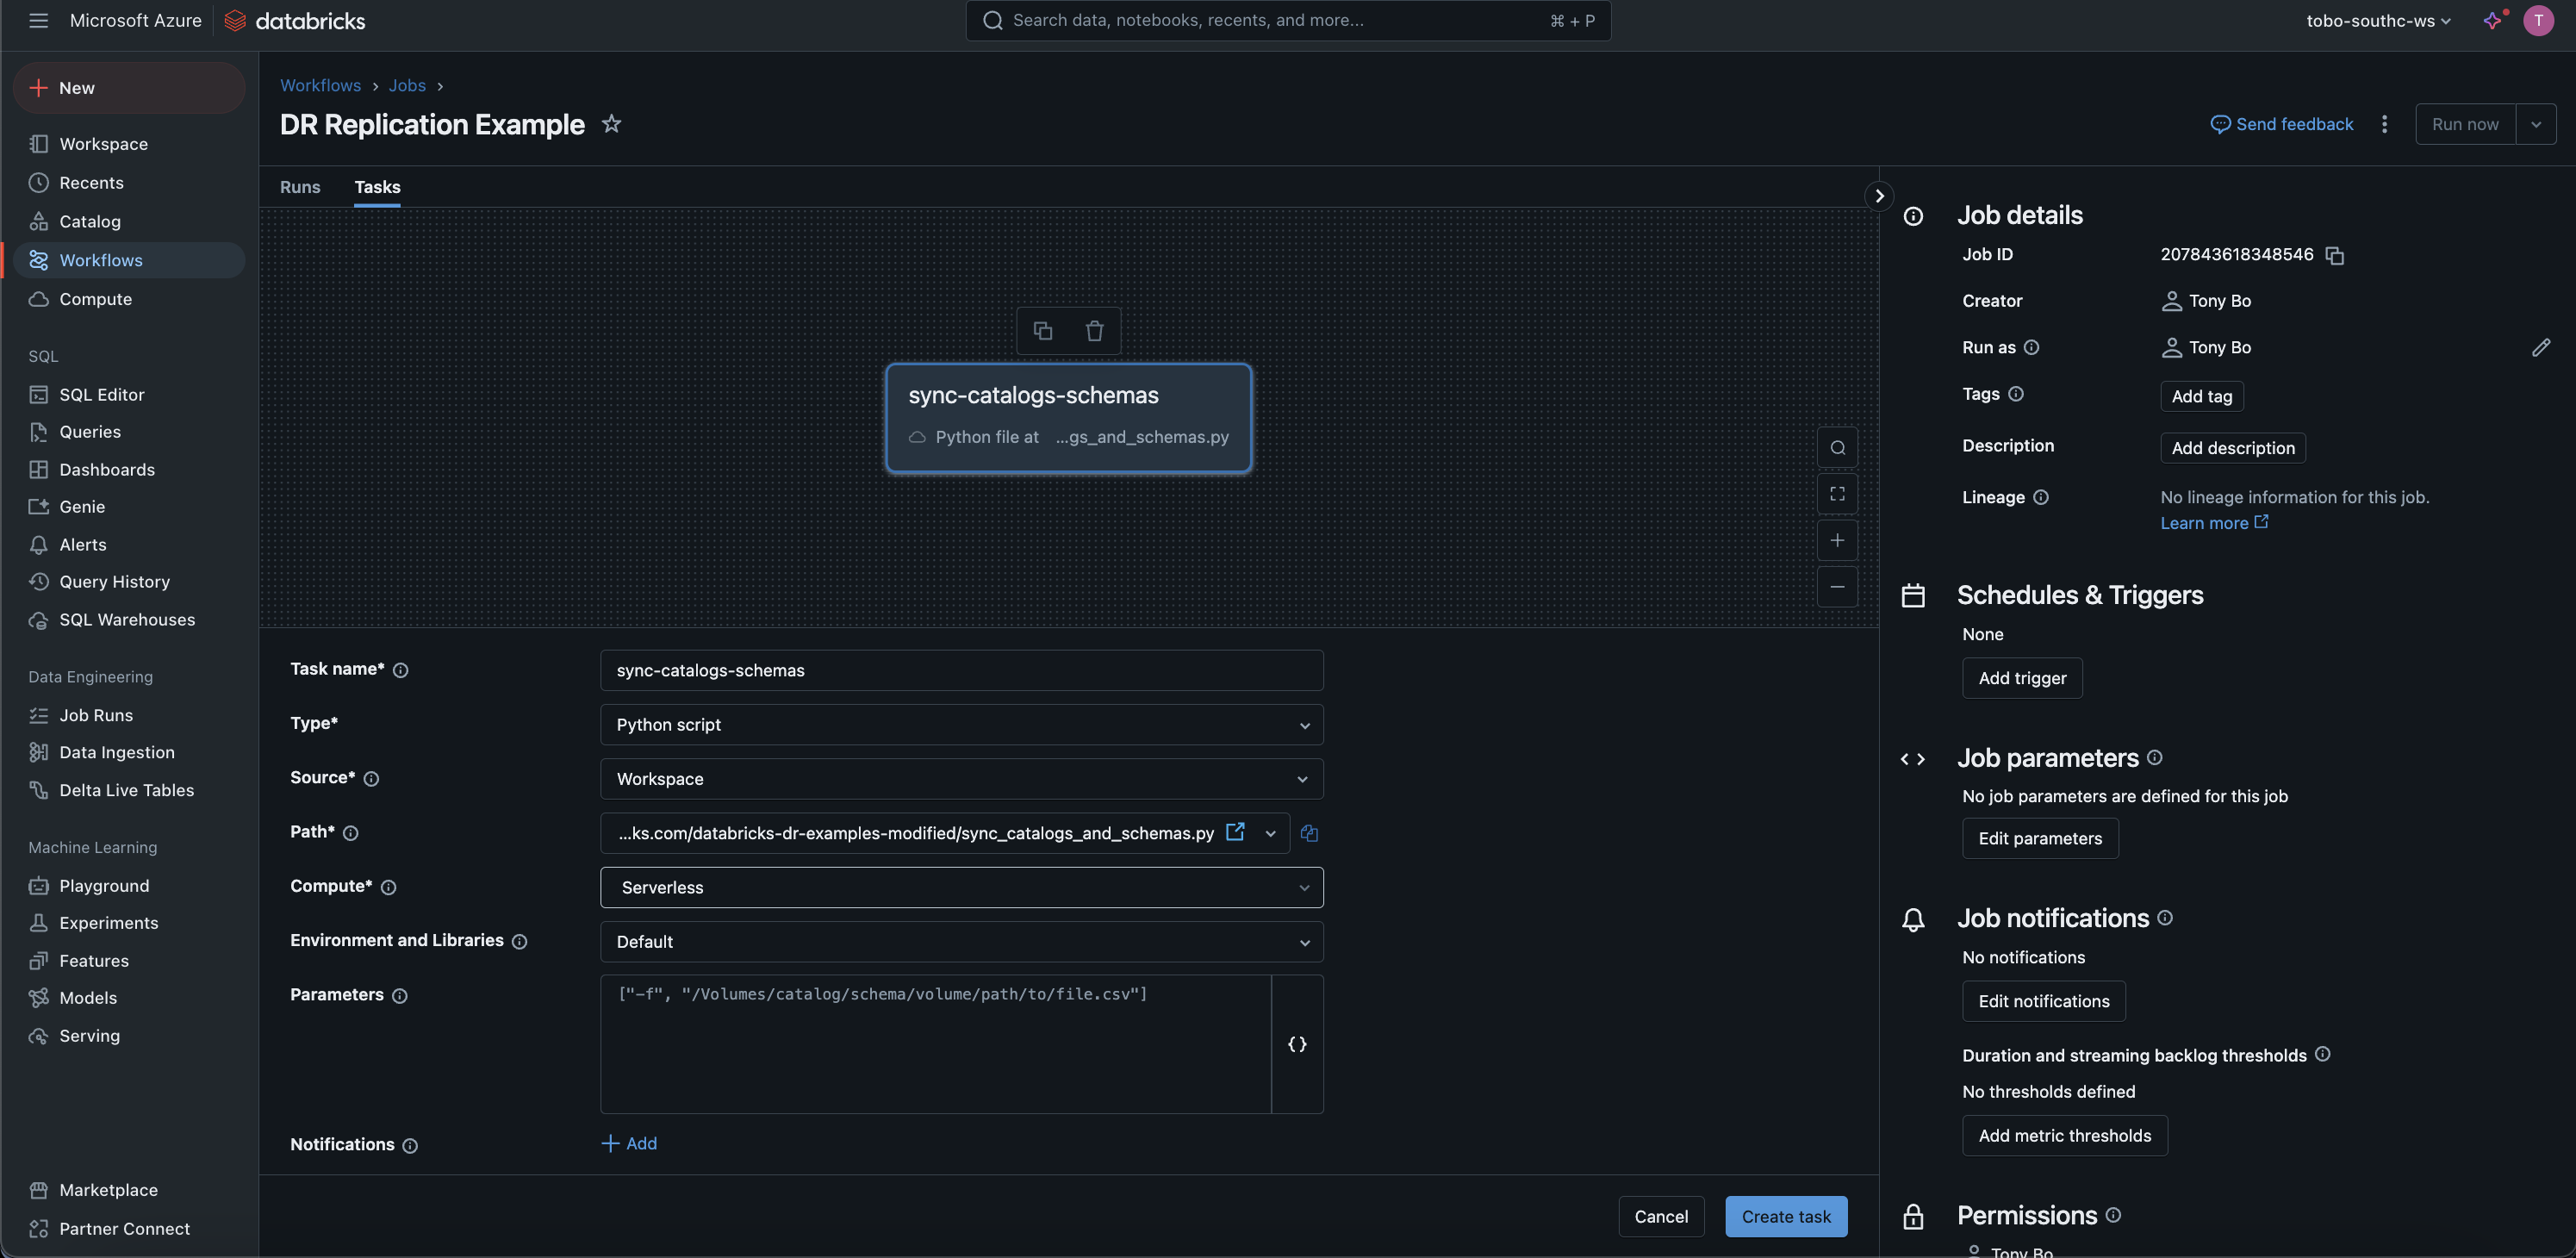 Microsoft Azure
databricks
Search data, notebooks, recents, and more...
⌘ + P
tobo-southc-ws
T
New
Workspace
Recents
Catalog
Workflows
Compute
SQL
SQL Editor
Queries
Dashboards
Genie
Alerts
Query History
SQL Warehouses
Data Engineering
Job Runs
Data Ingestion
Delta Live Tables
Machine Learning
Playground
Experiments
Features
Models
Serving
Marketplace
Partner Connect
Workflows › Jobs ›
DR Replication Example
Send feedback
Run now
Runs
Tasks
sync-catalogs-schemas
Python file at ...gs_and_schemas.py
Task name*
sync-catalogs-schemas
Type*
Python script
Source*
Workspace
Path*
...ks.com/databricks-dr-examples-modified/sync_catalogs_and_schemas.py
Compute*
Serverless
Environment and Libraries
Default
Parameters
["-f", "/Volumes/catalog/schema/volume/path/to/file.csv"]
{}
Notifications
+ Add
Cancel
Create task
Job details
Job ID
207843618348546
Creator
Tony Bo
Run as
Tony Bo
Tags
Add tag
Description
Add description
Lineage
No lineage information for this job.
Learn more
Schedules & Triggers
None
Add trigger
Job parameters
No job parameters are defined for this job
Edit parameters
Job notifications
No notifications
Edit notifications
Duration and streaming backlog thresholds
No thresholds defined
Add metric thresholds
Permissions
Tony Bo